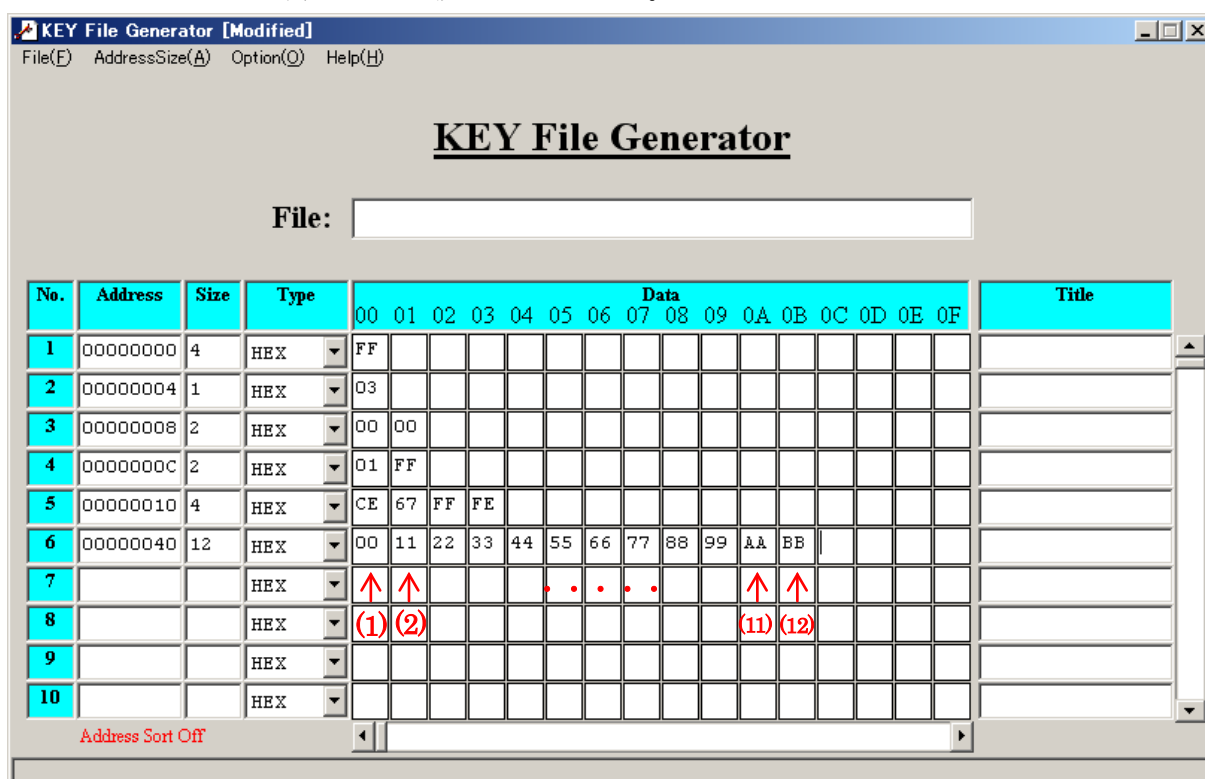 KEY File Generator [Modified]
File(F) AddressSize(A) Option(O) Help(H)
KEY File Generator
File:
No. Address Size Type Data Title
00 01 02 03 04 05 06 07 08 09 0A 0B 0C 0D 0E 0F
1 00000000 4 HEX FF
2 00000004 1 HEX 03
3 00000008 2 HEX 00 00
4 0000000C 2 HEX 01 FF
5 00000010 4 HEX CE 67 FF FE
6 00000040 12 HEX 00 11 22 33 44 55 66 77 88 99 AA BB
7 HEX
8 HEX (1) (2) (11) (12)
9 HEX
10 HEX
Address Sort Off